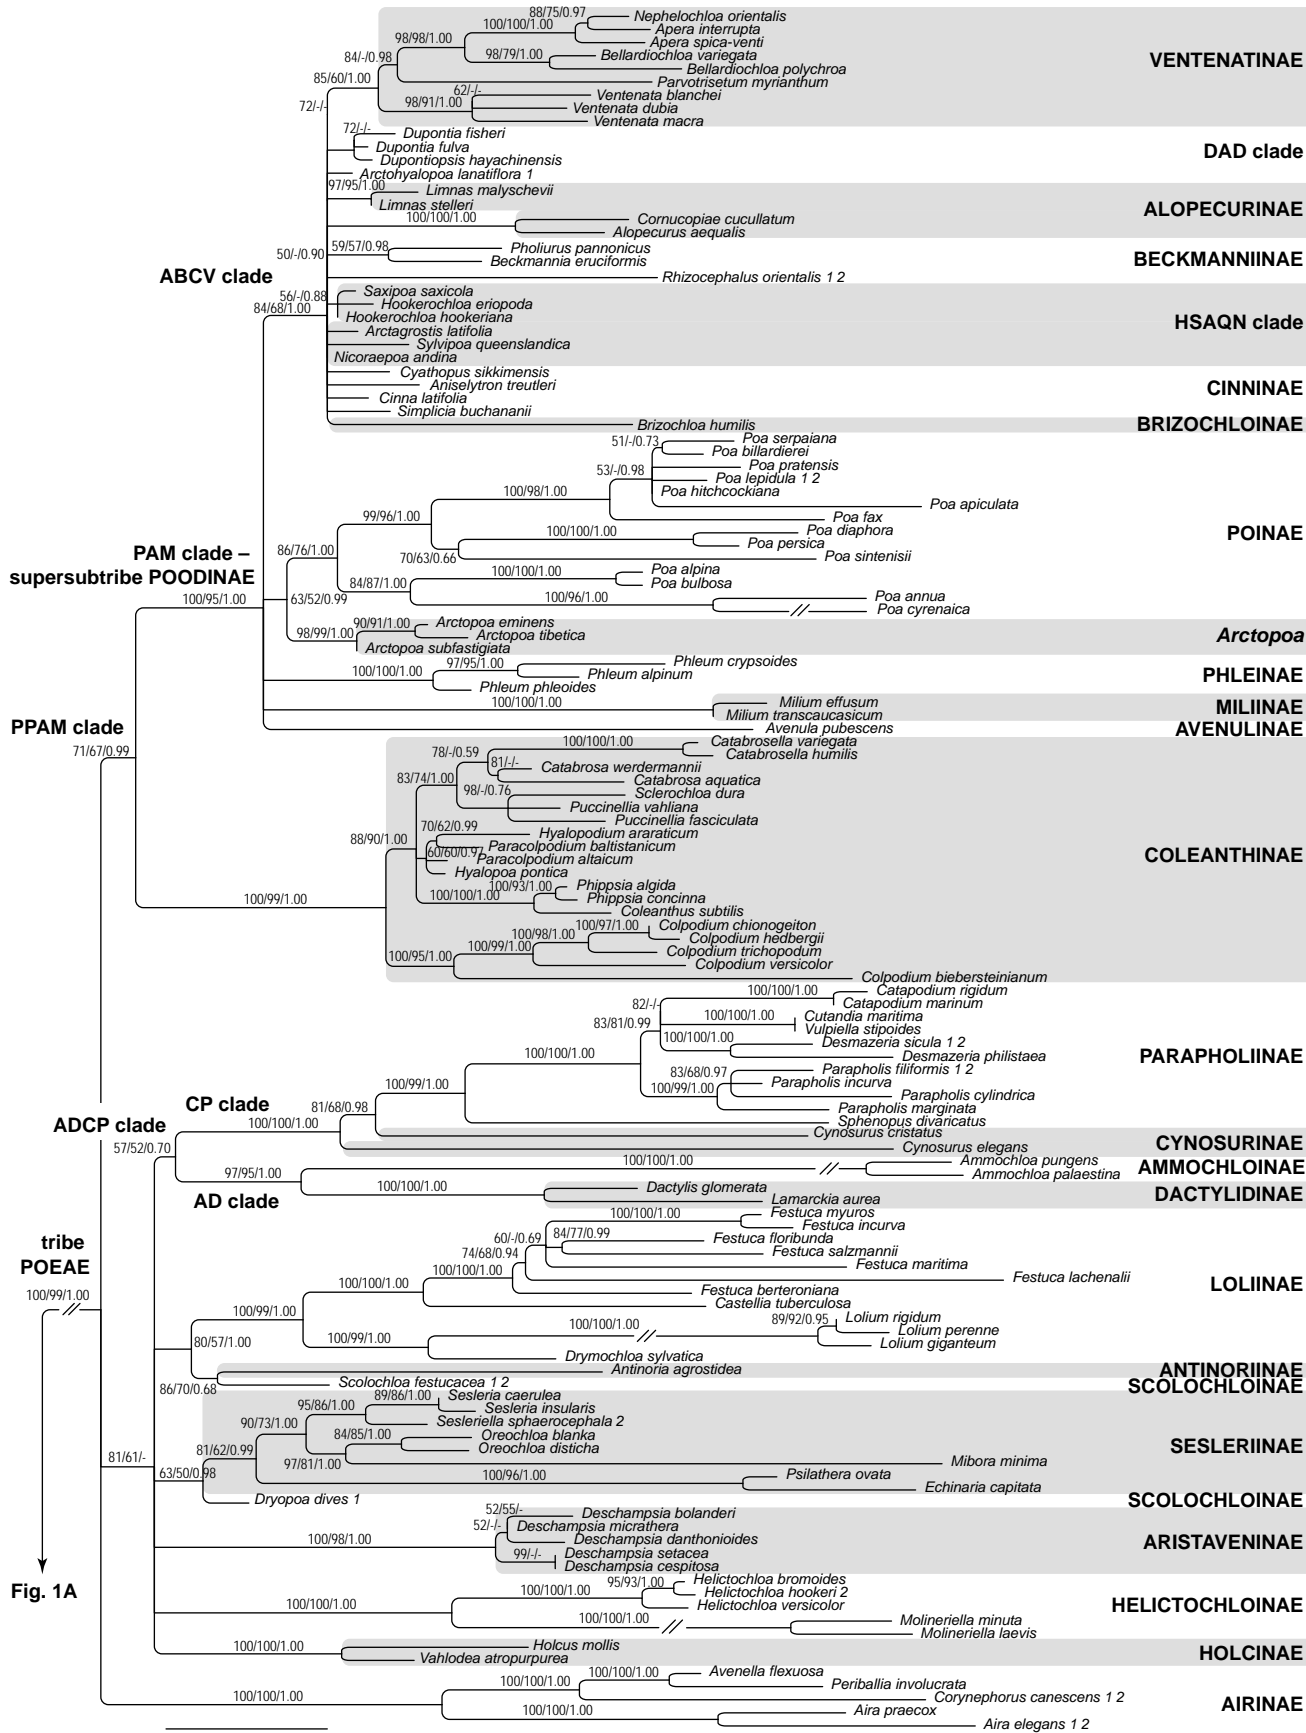 88/75/0.97
Nephelochloa orientalis
100/100/1.00
Apera interrupta
98/98/1.00
Apera spica-venti
84/-/0.98
98/79/1.00
Bellardiochloa variegata
VENTENATINAE
Bellardiochloa polychroa
85/60/1.00
Parvotrisetum myrianthum
62/-/-
Ventenata blanchei
72/-/-
98/91/1.00
Ventenata dubia
Ventenata macra
72/-/-
Dupontia fisheri
Dupontia fulva
DAD clade
Dupontiopsis hayachinensis
Arctohyalopoa lanatiflora 1
97/95/1.00
Limnas malyschevii
Limnas stelleri
ALOPECURINAE
100/100/1.00
Cornucopiae cucullatum
Alopecurus aequalis
50/-/0.90
59/57/0.98
Pholiurus pannonicus
BECKMANNIINAE
Beckmannia eruciformis
ABCV clade
Rhizocephalus orientalis 1 2
56/-/0.88
Saxipoa saxicola
84/68/1.00
Hookerochloa eriopoda
Hookerochloa hookeriana
HSAQN clade
Arctagrostis latifolia
Sylvipoa queenslandica
Nicoraepoa andina
Cyathopus sikkimensis
Aniselytron treutleri
CINNINAE
Cinna latifolia
Simplicia buchananii
Brizochloa humilis
BRIZOCHLOINAE
51/-/0.73
Poa serpaiana
Poa billardierei
53/-/0.98
Poa pratensis
Poa lepidula 1 2
100/98/1.00
Poa hitchcockiana
Poa apiculata
99/96/1.00
Poa fax
100/100/1.00
Poa diaphora
POINAE
Poa persica
86/76/1.00
70/63/0.66
Poa sintenisii
PAM clade –
supersubtribe POODINAE
100/100/1.00
Poa alpina
84/87/1.00
Poa bulbosa
100/95/1.00
63/52/0.99
100/96/1.00
Poa annua
Poa cyrenaica
90/91/1.00
Arctopoa eminens
98/99/1.00
Arctopoa tibetica
Arctopoa
Arctopoa subfastigiata
97/95/1.00
Phleum crypsoides
100/100/1.00
Phleum alpinum
PHLEINAE
Phleum phleoides
100/100/1.00
Milium effusum
MILIINAE
Milium transcaucasicum
PPAM clade
Avenula pubescens
AVENULINAE
71/67/0.99
78/-/0.59
100/100/1.00
Catabrosella variegata
Catabrosella humilis
81/-/-
Catabrosa werdermannii
83/74/1.00
Catabrosa aquatica
98/-/0.76
Sclerochloa dura
Puccinellia vahliana
Puccinellia fasciculata
88/90/1.00
70/62/0.99
Hyalopodium araraticum
Paracolpodium baltistanicum
60/60/0.97
Paracolpodium altaicum
COLEANTHINAE
Hyalopoa pontica
100/93/1.00
Phippsia algida
100/99/1.00
100/100/1.00
Phippsia concinna
Coleanthus subtilis
100/97/1.00
Colpodium chionogeiton
100/98/1.00
Colpodium hedbergii
100/99/1.00
Colpodium trichopodum
100/95/1.00
Colpodium versicolor
Colpodium biebersteinianum
100/100/1.00
Catapodium rigidum
82/-/-
Catapodium marinum
83/81/0.99
100/100/1.00
Cutandia maritima
Vulpiella stipoides
100/100/1.00
100/100/1.00
Desmazeria sicula 1 2
Desmazeria philistaea
PARAPHOLIINAE
83/68/0.97
Parapholis filiformis 1 2
100/99/1.00
100/99/1.00
Parapholis incurva
Parapholis cylindrica
CP clade
81/68/0.98
Parapholis marginata
Sphenopus divaricatus
ADCP clade
100/100/1.00
Cynosurus cristatus
CYNOSURINAE
57/52/0.70
Cynosurus elegans
97/95/1.00
100/100/1.00
Ammochloa pungens
AMMOCHLOINAE
Ammochloa palaestina
AD clade
100/100/1.00
Dactylis glomerata
DACTYLIDINAE
Lamarckia aurea
100/100/1.00
Festuca myuros
Festuca incurva
60/-/0.69
84/77/0.99
Festuca floribunda
tribe
POEAE
74/68/0.94
Festuca salzmannii
Festuca maritima
100/100/1.00
Festuca lachenalii
LOLIINAE
100/100/1.00
Festuca berteroniana
100/99/1.00
Castellia tuberculosa
100/99/1.00
89/92/0.95
Lolium rigidum
100/100/1.00
Lolium perenne
80/57/1.00
100/99/1.00
Lolium giganteum
Drymochloa sylvatica
Antinoria agrostidea
ANTINORIINAE
86/70/0.68
Scolochloa festucacea 1 2
SCOLOCHLOINAE
89/86/1.00
Sesleria caerulea
95/86/1.00
Sesleria insularis
90/73/1.00
Sesleriella sphaerocephala 2
84/85/1.00
Oreochloa blanka
SESLERIINAE
81/61/-
81/62/0.99
Oreochloa disticha
97/81/1.00
Mibora minima
63/50/0.98
100/96/1.00
Psilathera ovata
Echinaria capitata
Dryopoa dives 1
SCOLOCHLOINAE
52/55/-
Deschampsia bolanderi
52/-/-
Deschampsia micrathera
100/98/1.00
Deschampsia danthonioides
ARISTAVENINAE
99/-/-
Deschampsia setacea
Deschampsia cespitosa
Fig. 1A
95/93/1.00
Helictochloa bromoides
100/100/1.00
Helictochloa hookeri 2
100/100/1.00
Helictochloa versicolor
HELICTOCHLOINAE
100/100/1.00
Molineriella minuta
Molineriella laevis
100/100/1.00
Holcus mollis
HOLCINAE
Vahlodea atropurpurea
100/100/1.00
Avenella flexuosa
100/100/1.00
Periballia involucrata
100/100/1.00
Corynephorus canescens 1 2
AIRINAE
100/100/1.00
Aira praecox
Aira elegans 1 2